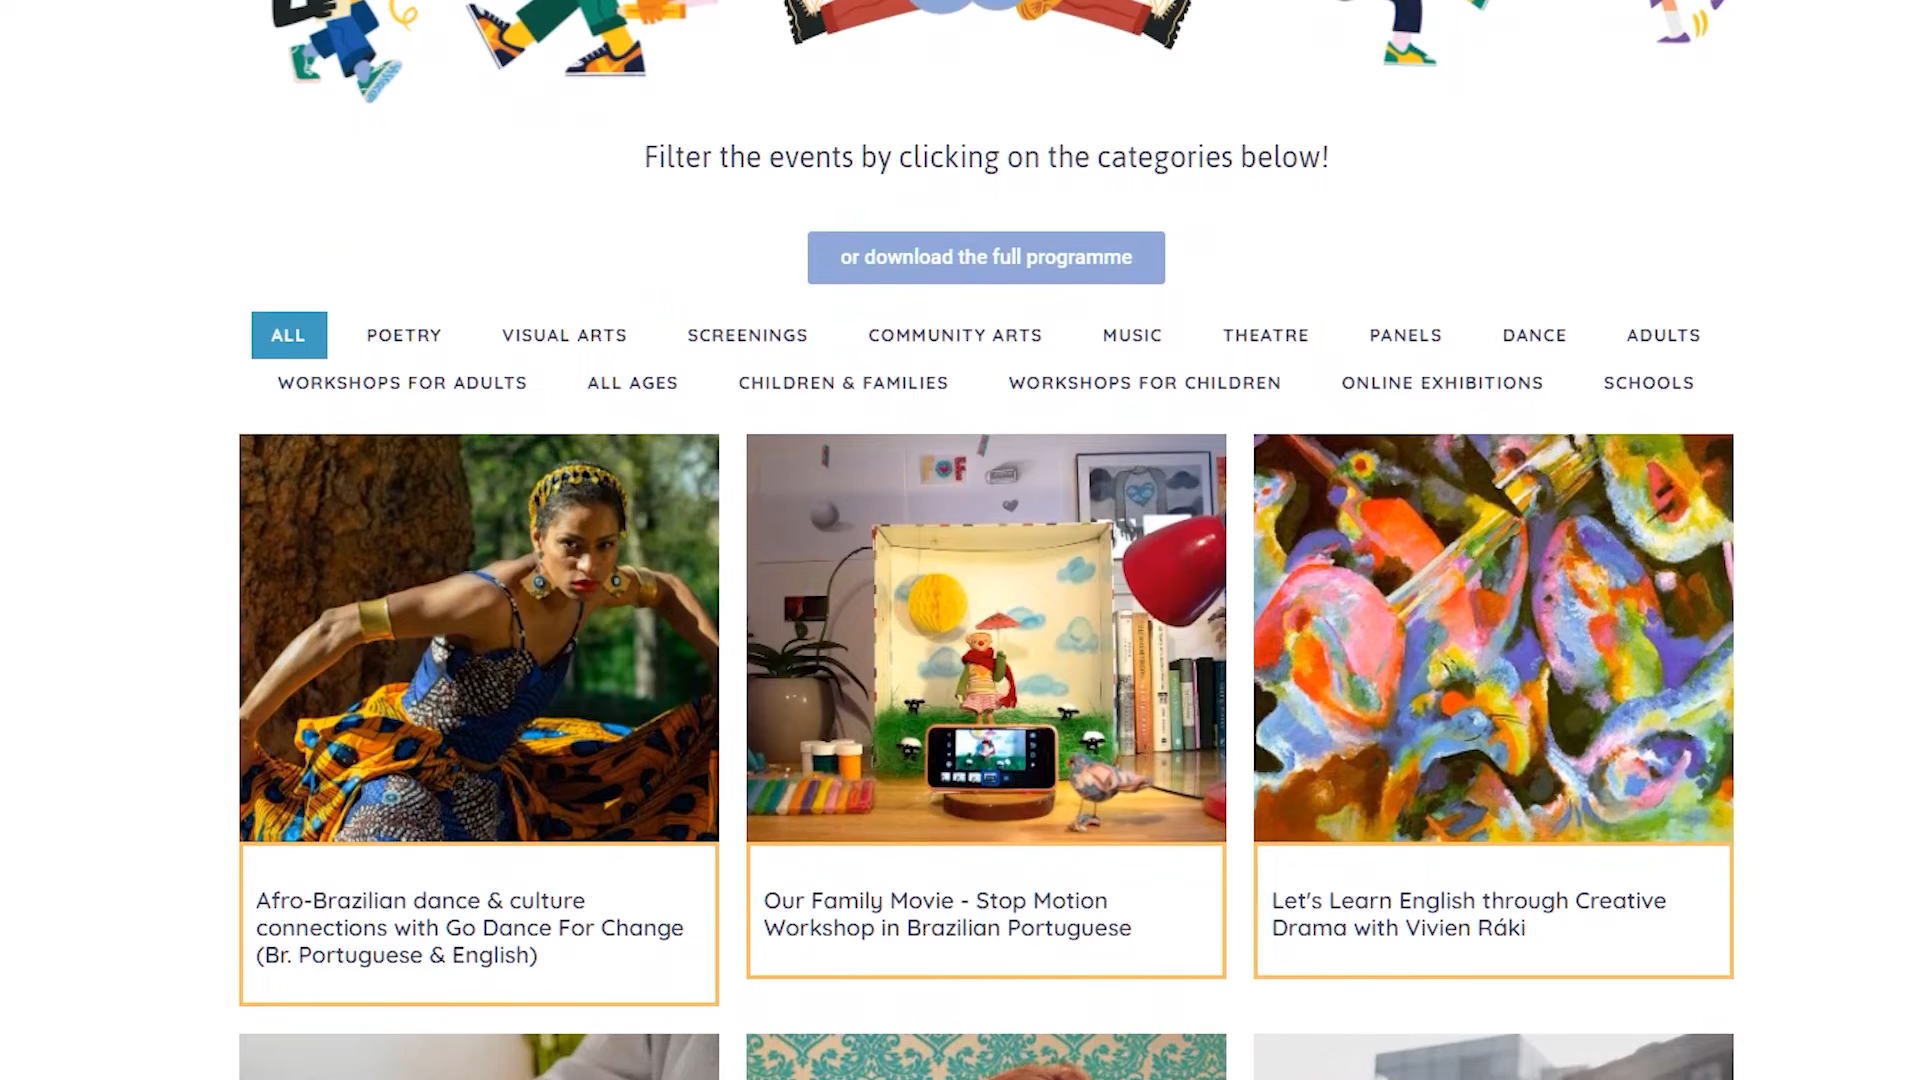 Filter the events by clicking on the categories below!
or download the full programme
ALL POETRY VISUAL ARTS SCREENINGS COMMUNITY ARTS MUSIC THEATRE PANELS DANCE ADULTS
WORKSHOPS FOR ADULTS ALL AGES CHILDREN & FAMILIES WORKSHOPS FOR CHILDREN ONLINE EXHIBITIONS SCHOOLS
Afro-Brazilian dance & culture
connections with Go Dance For Change
(Br. Portuguese & English)
Our Family Movie - Stop Motion
Workshop in Brazilian Portuguese
Let's Learn English through Creative
Drama with Vivien Ráki